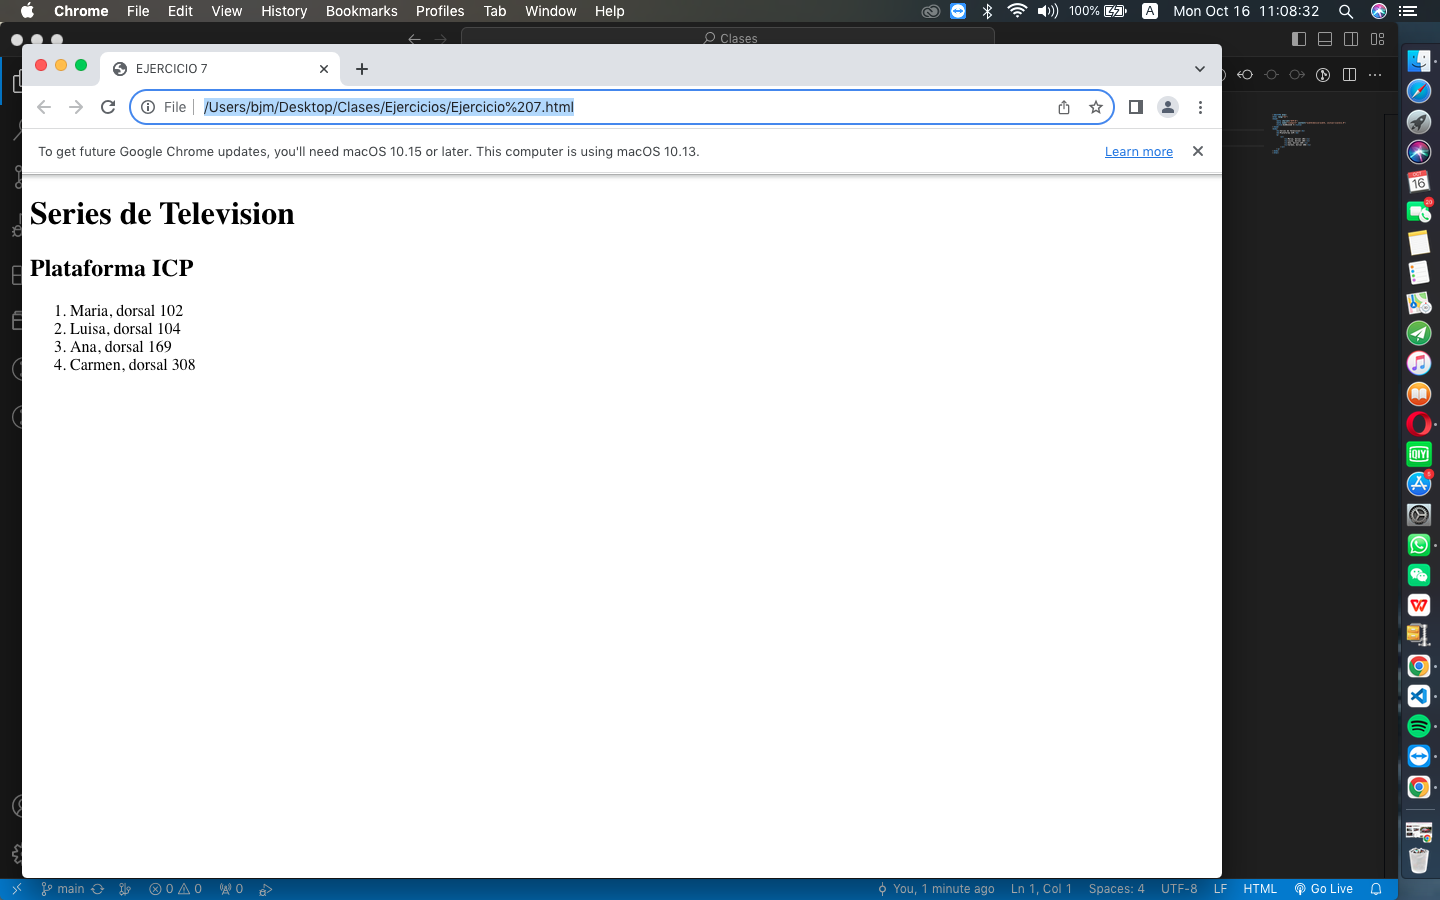 Chrome File Edit View History Bookmarks Profiles Tab Window Help 100% A Mon Oct 16 11:08:32
Clases
EJERCICIO 7
File /Users/bjm/Desktop/Clases/Ejercicios/Ejercicio%207.html
To get future Google Chrome updates, you'll need macOS 10.15 or later. This computer is using macOS 10.13. Learn more
Series de Television
Plataforma ICP
1. Maria, dorsal 102
2. Luisa, dorsal 104
3. Ana, dorsal 169
4. Carmen, dorsal 308
OCT
16
20
QIY
W
main 0 0 0 You, 1 minute ago Ln 1, Col 1 Spaces: 4 UTF-8 LF HTML Go Live